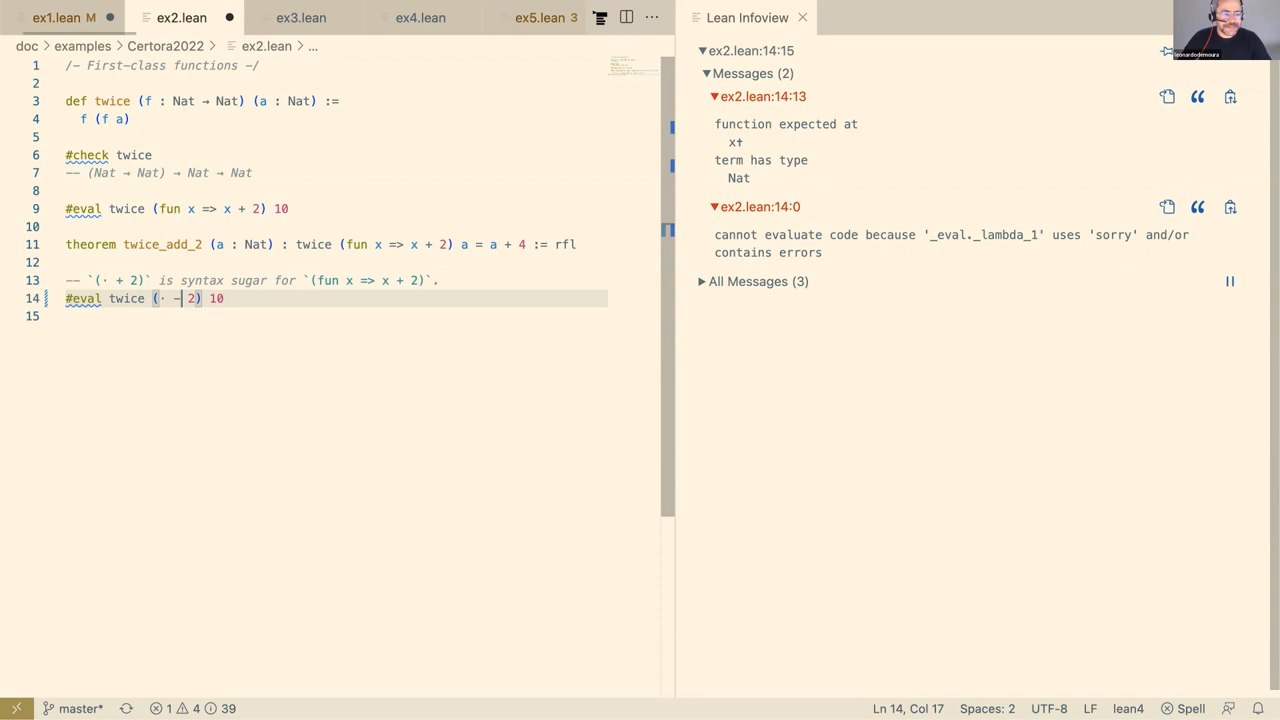 ex1.lean M
ex2.lean
ex3.lean
ex4.lean
ex5.lean 3
Lean Infoview
doc > examples > Certora2022 > ex2.lean > ...
1 /- First-class functions -/
2
3 def twice (f : Nat → Nat) (a : Nat) :=
4 f (f a)
5
6 #check twice
7 -- (Nat → Nat) → Nat → Nat
8
9 #eval twice (fun x => x + 2) 10
10
11 theorem twice_add_2 (a : Nat) : twice (fun x => x + 2) a = a + 4 := rfl
12
13 -- `(· + 2)` is syntax sugar for `(fun x => x + 2)`.
14 #eval twice (· - 2) 10
15
ex2.lean:14:15
Messages (2)
ex2.lean:14:13
function expected at
x✝
term has type
Nat
ex2.lean:14:0
cannot evaluate code because '_eval._lambda_1' uses 'sorry' and/or
contains errors
All Messages (3)
leonardodemoura
master* 1 4 39
Ln 14, Col 17 Spaces: 2 UTF-8 LF lean4 Spell